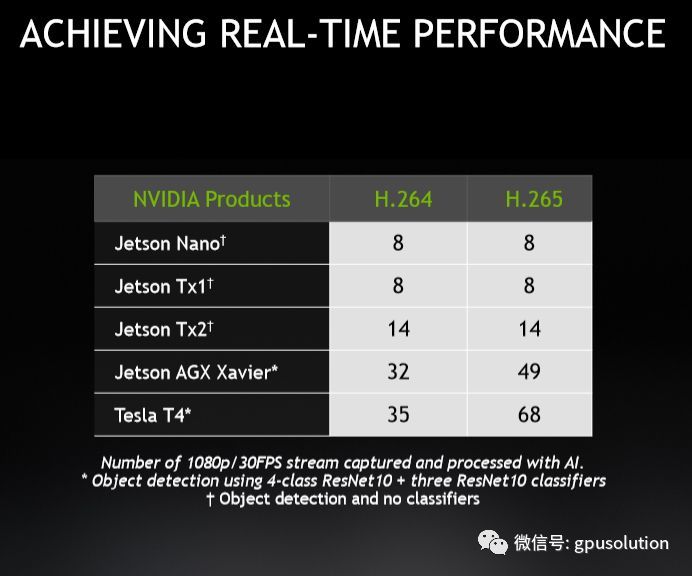 ACHIEVING REAL-TIME PERFORMANCE
NVIDIA Products H.264 H.265
Jetson Nano† 8 8
Jetson Tx1† 8 8
Jetson Tx2† 14 14
Jetson AGX Xavier* 32 49
Tesla T4* 35 68
Number of 1080p/30FPS stream captured and processed with AI.
* Object detection using 4-class ResNet10 + three ResNet10 classifiers
† Object detection and no classifiers
微信号: gpusolution